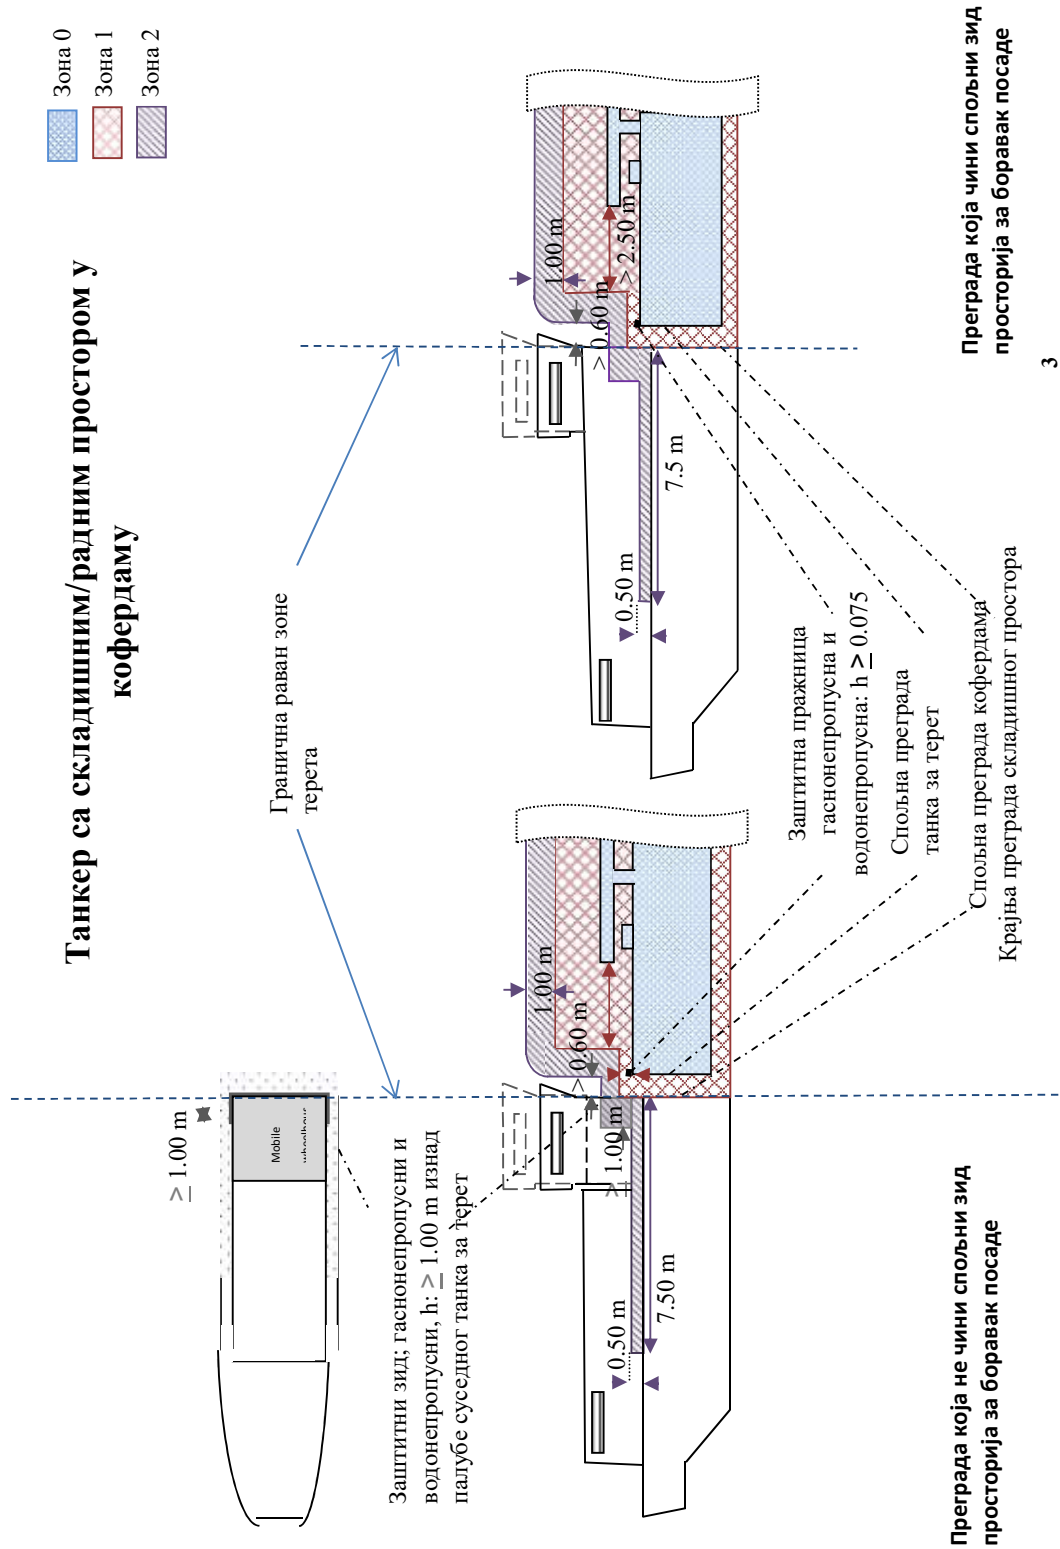 Танкер са складишним/радним простором у
кофердаму
Зона 0
Зона 1
Зона 2
Гранична раван зоне
терета
≥ 1.00 m
Mobile
Заштитни зид; гаснонепропусни и
водонепропусни, h: ≥ 1.00 m изнад
палубе суседног танка за терет
1.00 m
> 0.60 m
> 1.00 m
0.50 m
7.50 m
1.00 m
> 0.60 m
> 2.50 m
0.50 m
7.5 m
Заштитна пражница
гаснонепропусна и
водонепропусна: h ≥ 0.075
Спољна преграда
танка за терет
Спољна преграда кофердама
Крајња преграда складишног простора
Преграда која не чини спољни зид
просторија за боравак посаде
Преграда која чини спољни зид
просторија за боравак посаде
3